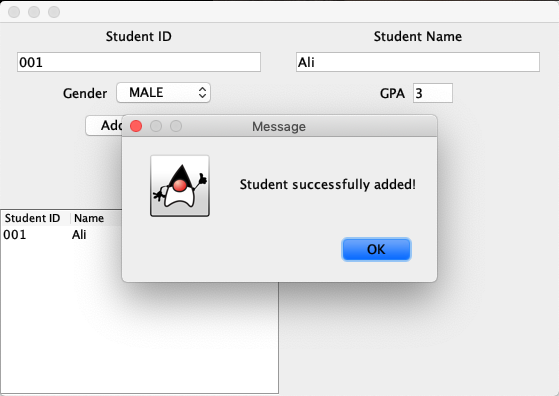 Student ID Student Name
001 Ali
Gender MALE GPA 3
Add
Message
Student successfully added!
OK
Student ID Name
001 Ali